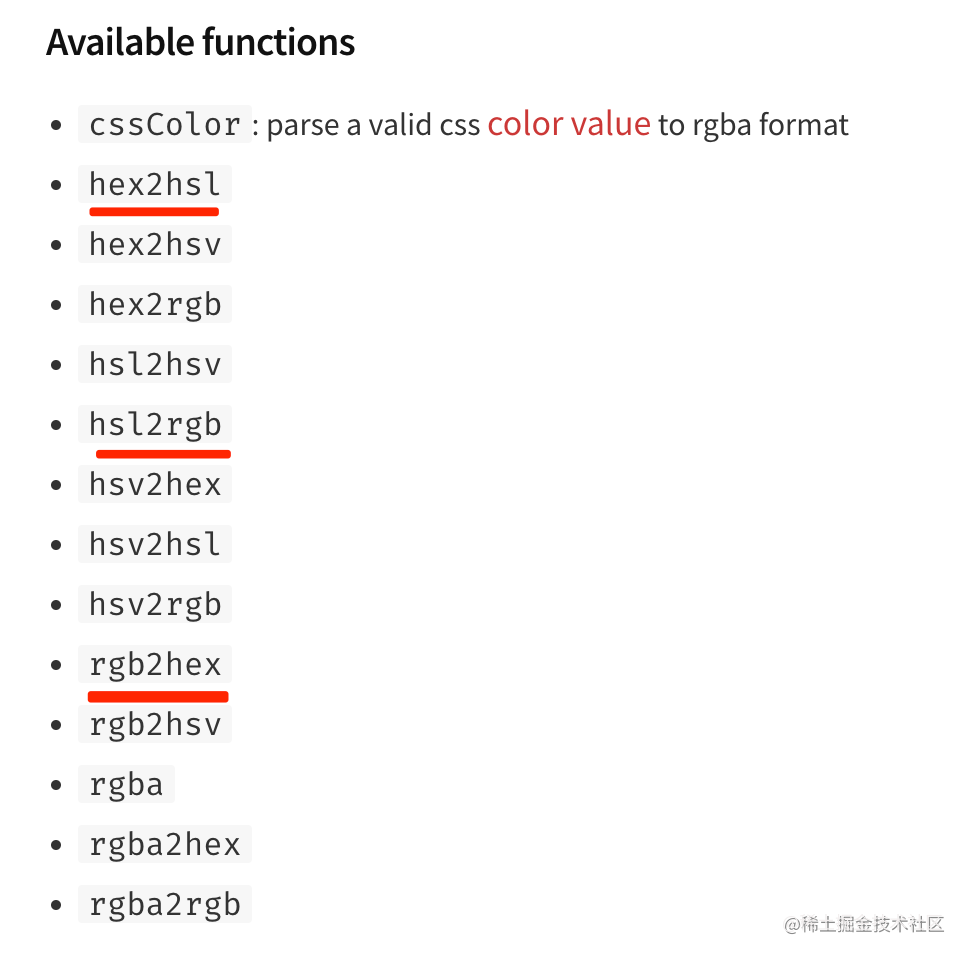 Available functions
cssColor : parse a valid css color value to rgba format
hex2hsl
hex2hsv
hex2rgb
hsl2hsv
hsl2rgb
hsv2hex
hsv2hsl
hsv2rgb
rgb2hex
rgb2hsv
rgba
rgba2hex
rgba2rgb
@稀土掘金技术社区